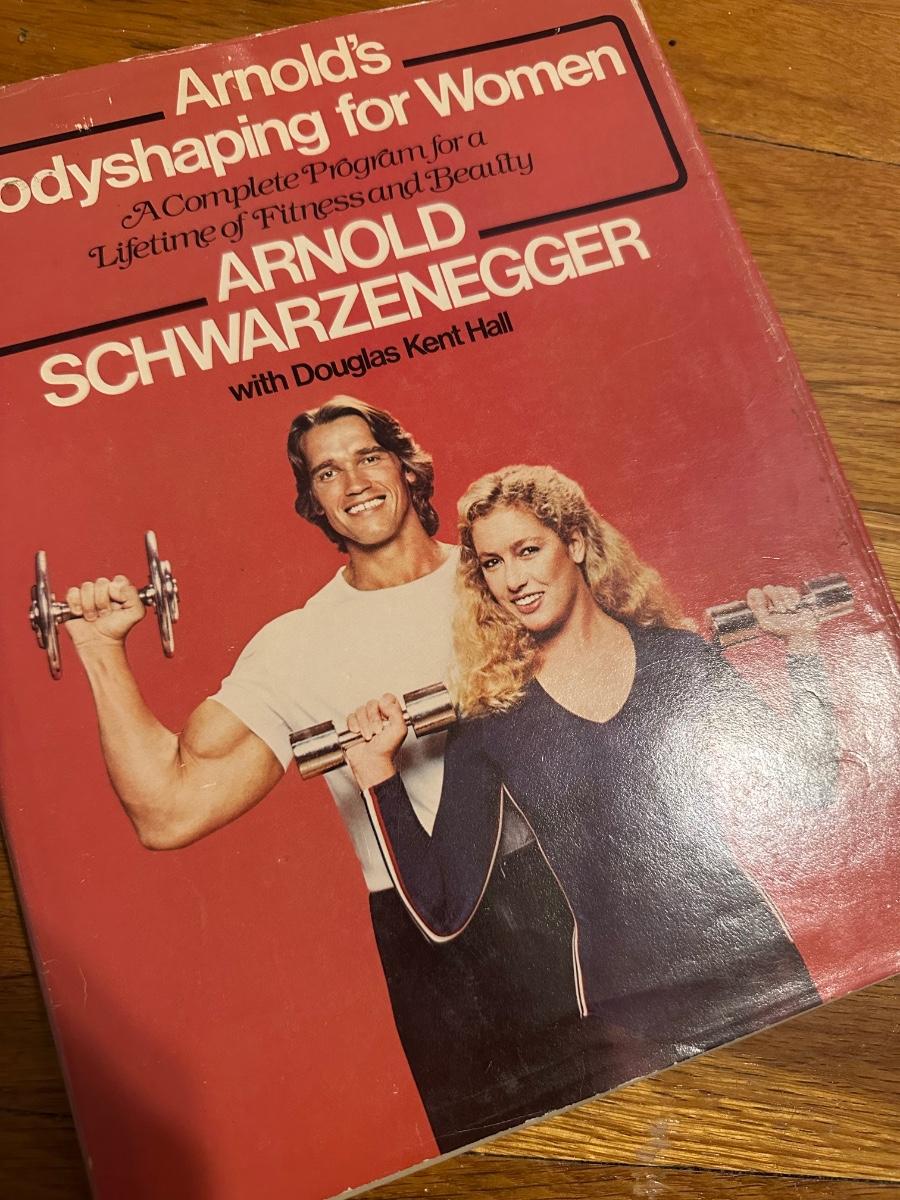 Arnold's
odyshaping for Women
A Complete Program for a
Lifetime of Fitness and Beauty
ARNOLD
SCHWARZENEGGER
with Douglas Kent Hall